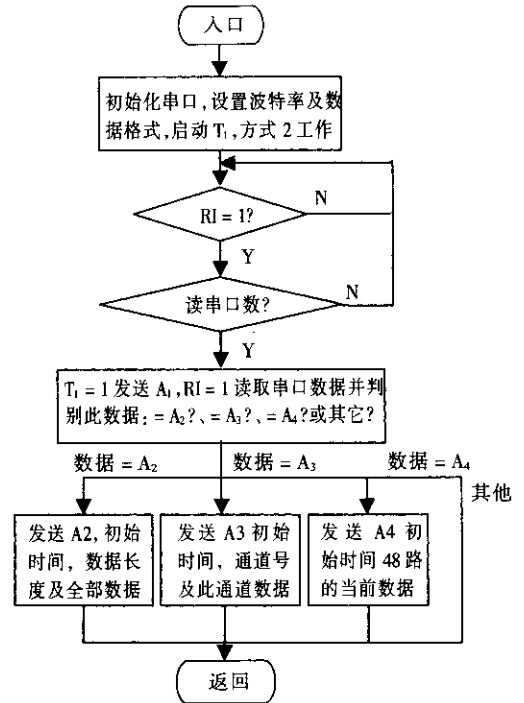 入口
初始化串口,设置波特率及数
据格式,启动 T₁,方式 2 工作
N
RI = 1?
Y
读串口数?
N
Y
T₁ = 1 发送 A₁, RI = 1 读取串口数据并判
别此数据: = A₂?、= A₃?、= A₄?或其它?
数据 = A₂
数据 = A₃
数据 = A₄
其他
发送 A2,初始
时间，数据长
度及全部数据
发送 A3 初始
时间，通道号
及此通道数据
发送 A4 初
始时间 48 路
的当前数据
返回